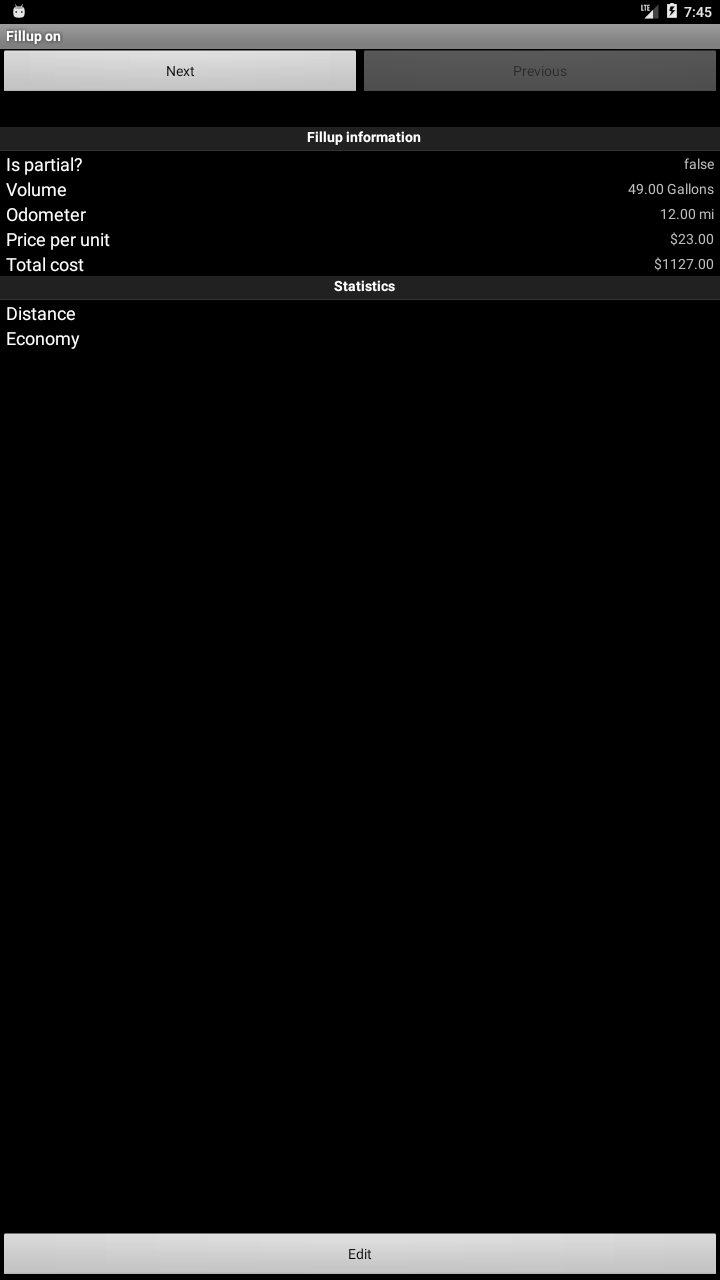 LTE 7:45
Fillup on
Next Previous
Fillup information
Is partial? false
Volume 49.00 Gallons
Odometer 12.00 mi
Price per unit $23.00
Total cost $1127.00
Statistics
Distance
Economy
Edit